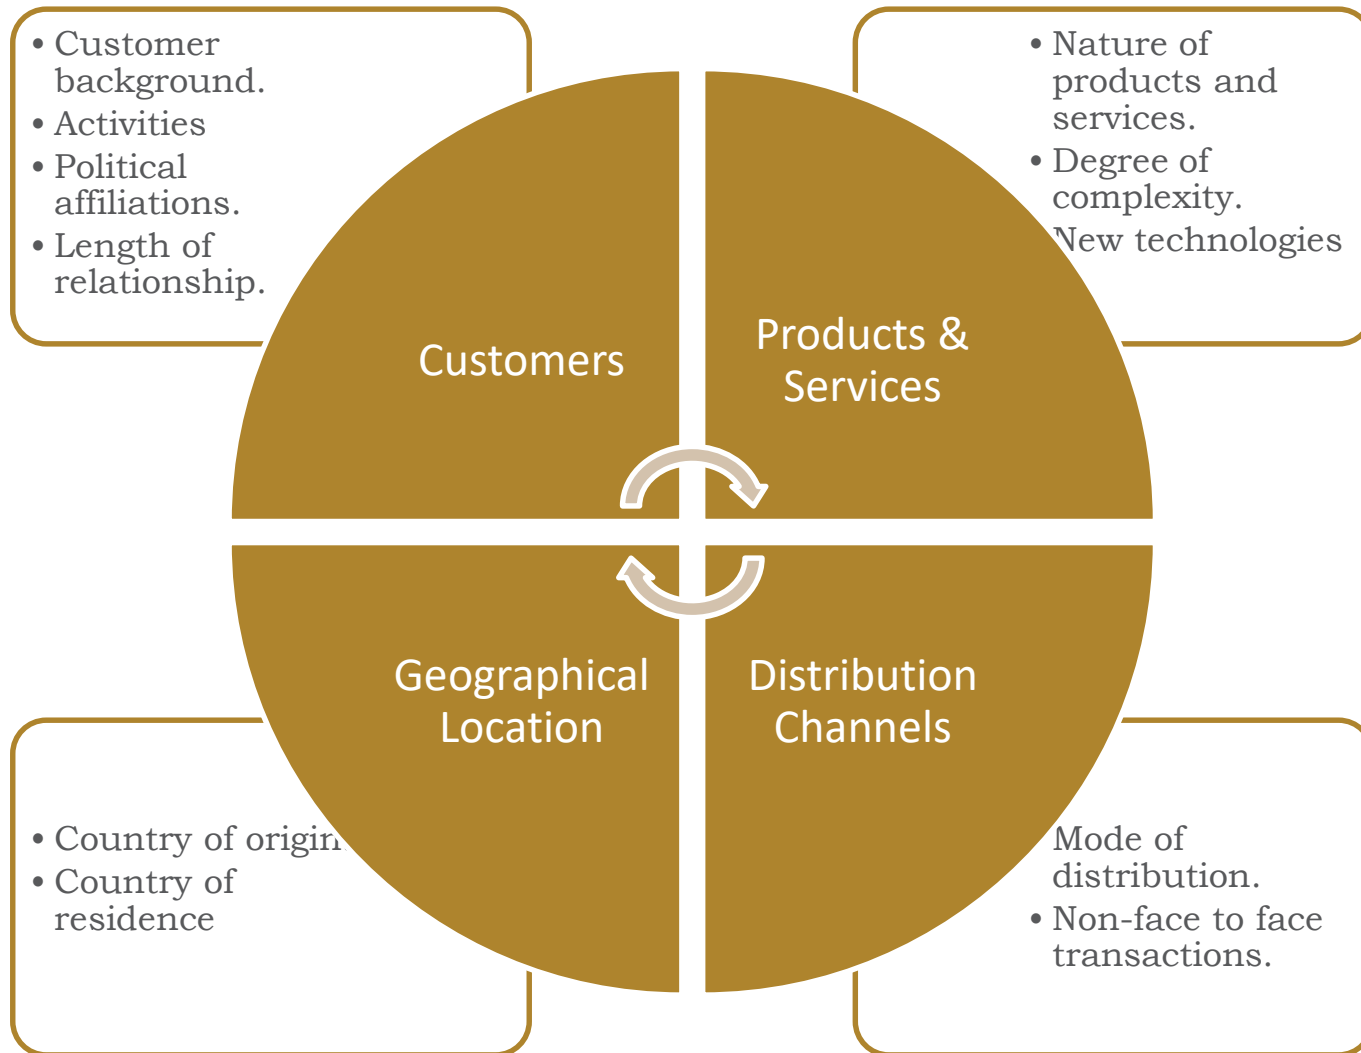 • Customer
background.
• Activities
• Political
affiliations.
• Length of
relationship.
• Nature of
products and
services.
• Degree of
complexity.
New technologies
Customers
Products &
Services
Geographical
Location
Distribution
Channels
• Country of origin
• Country of
residence
Mode of
distribution.
• Non-face to face
transactions.